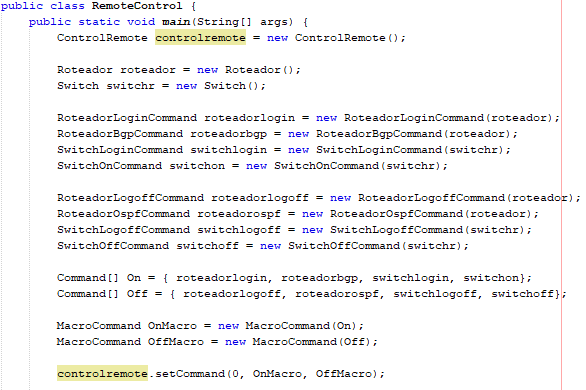 public class RemoteControl {
public static void main(String[] args) {
ControlRemote controlremote = new ControlRemote();
Roteador roteador = new Roteador();
Switch switchr = new Switch();
RoteadorLoginCommand roteadorlogin = new RoteadorLoginCommand(roteador);
RoteadorBgpCommand roteadorbgp = new RoteadorBgpCommand(roteador);
SwitchLoginCommand switchlogin = new SwitchLoginCommand(switchr);
SwitchOnCommand switchon = new SwitchOnCommand(switchr);
RoteadorLogoffCommand roteadorlogoff = new RoteadorLogoffCommand(roteador);
RoteadorOspfCommand roteadorospf = new RoteadorOspfCommand(roteador);
SwitchLogoffCommand switchlogoff = new SwitchLogoffCommand(switchr);
SwitchOffCommand switchoff = new SwitchOffCommand(switchr);
Command[] On = { roteadorlogin, roteadorbgp, switchlogin, switchon};
Command[] Off = { roteadorlogoff, roteadorospf, switchlogoff, switchoff};
MacroCommand OnMacro = new MacroCommand(On);
MacroCommand OffMacro = new MacroCommand(Off);
controlremote.setCommand(0, OnMacro, OffMacro);